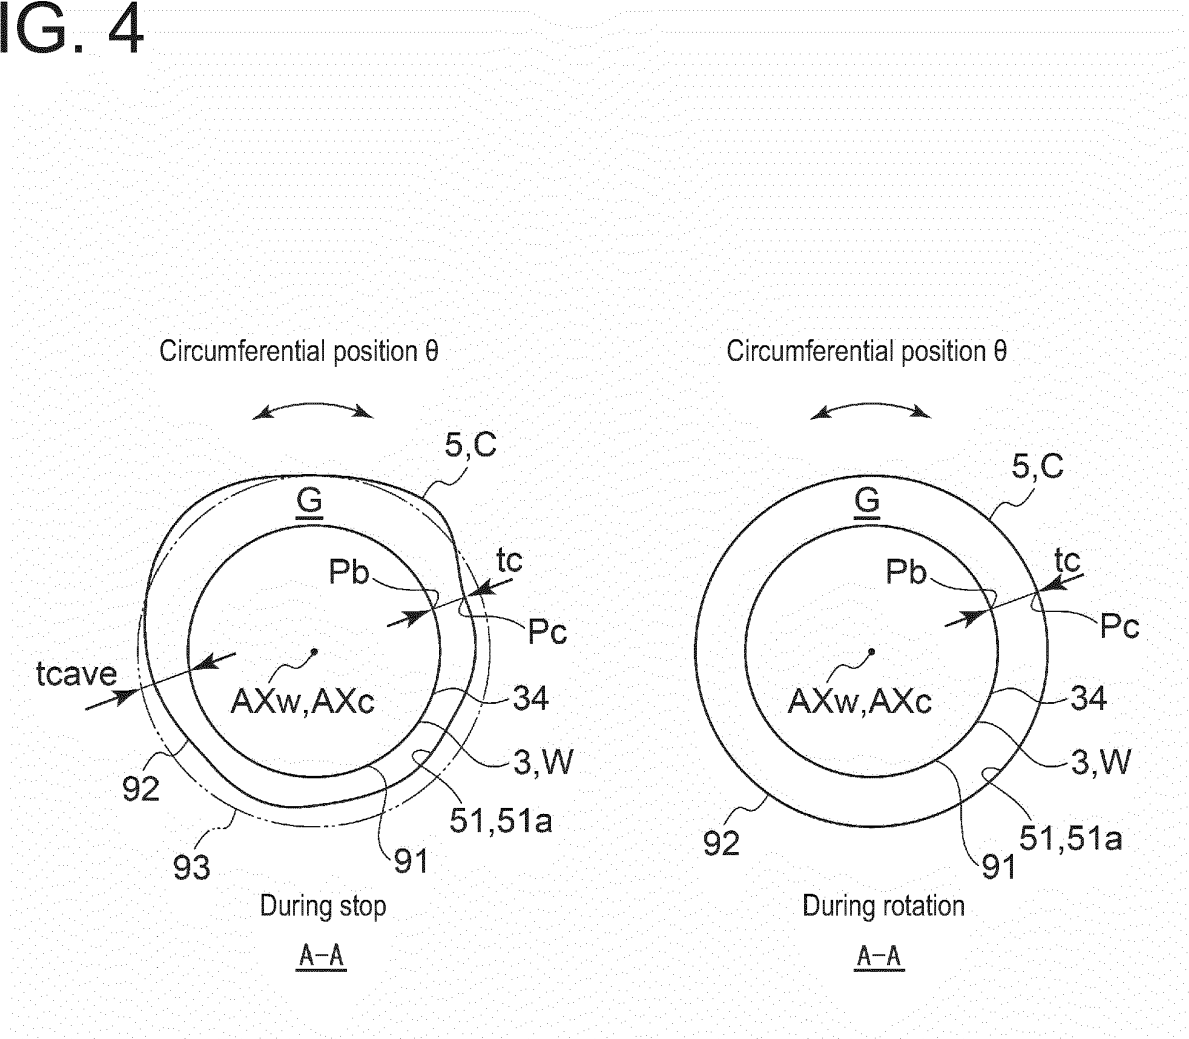 IG. 4
Circumferential position θ
5,C
G
tc
Pb
Pc
tcave
AXw,AXc
34
3,W
92
51,51a
93
91
During stop
A-A
Circumferential position θ
5,C
G
tc
Pb
Pc
AXw,AXc
34
3,W
92
51,51a
91
During rotation
A-A